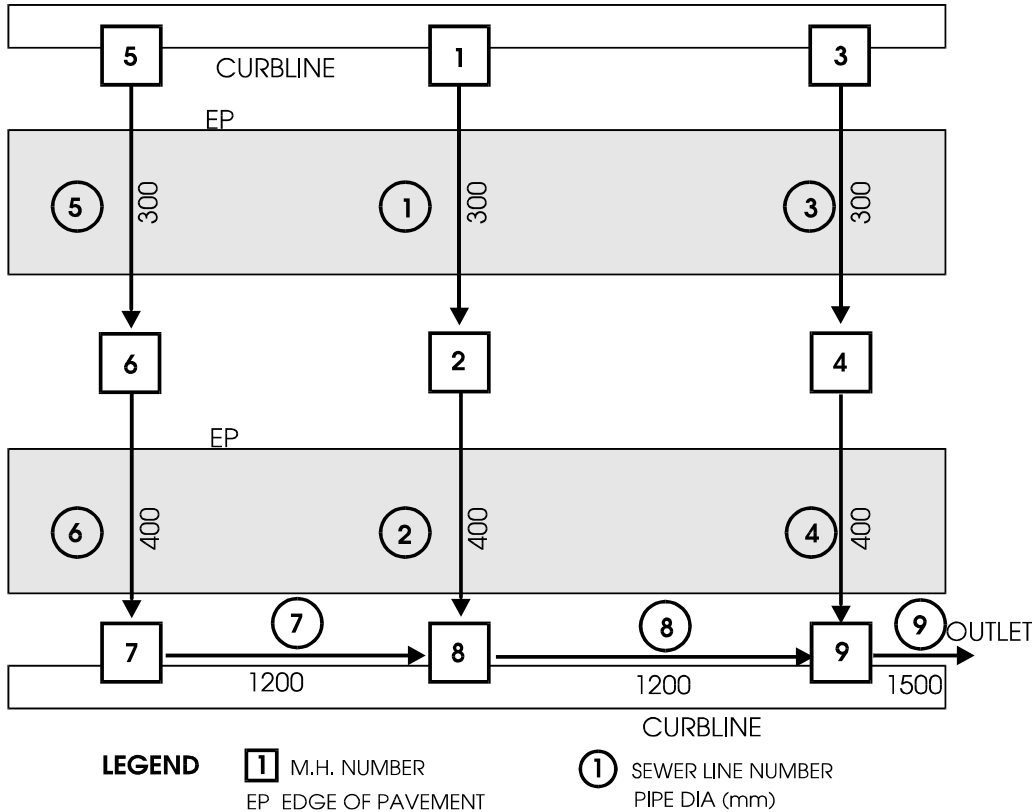 5 1 3
CURBLINE
EP
5 300 1 300 3 300
6 2 4
EP
6 400 2 400 4 400
7 8 9 OUTLET
7 8 9
1200 1200 1500
CURBLINE
LEGEND 1 M.H. NUMBER 1 SEWER LINE NUMBER
EP EDGE OF PAVEMENT PIPE DIA (mm)